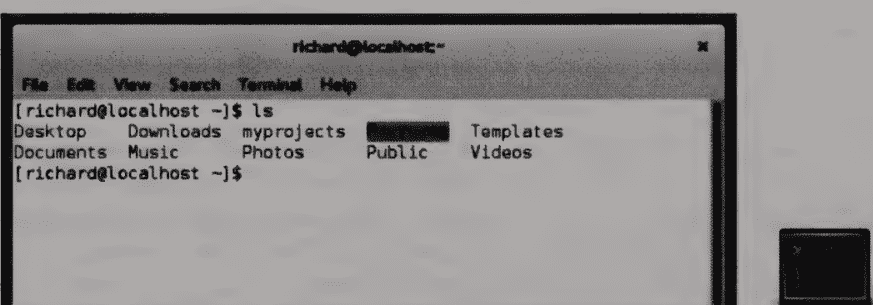 richard@localhost:~ ×
File Edit View Search Terminal Help
[richard@localhost ~]$ ls
Desktop Downloads myprojects Templates
Documents Music Photos Public Videos
[richard@localhost ~]$